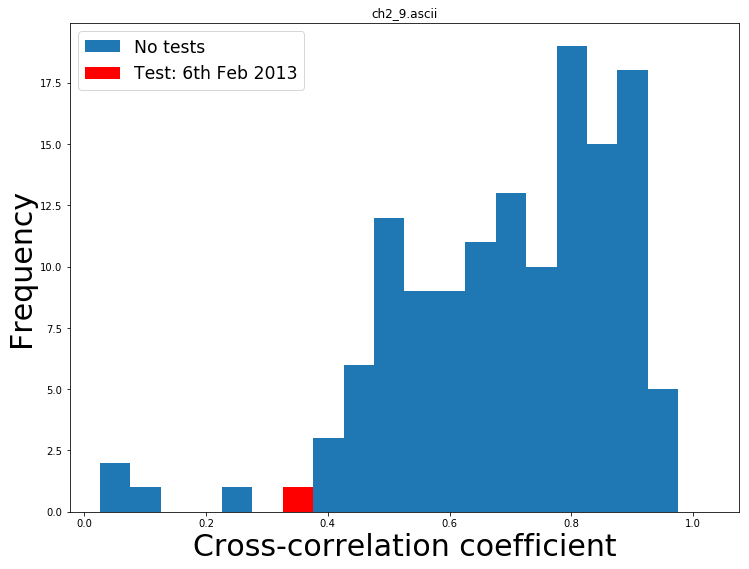 ch2_9.ascii
No tests
Test: 6th Feb 2013
Frequency
17.5
15.0
12.5
10.0
7.5
5.0
2.5
0.0
0.0 0.2 0.4 0.6 0.8 1.0
Cross-correlation coefficient